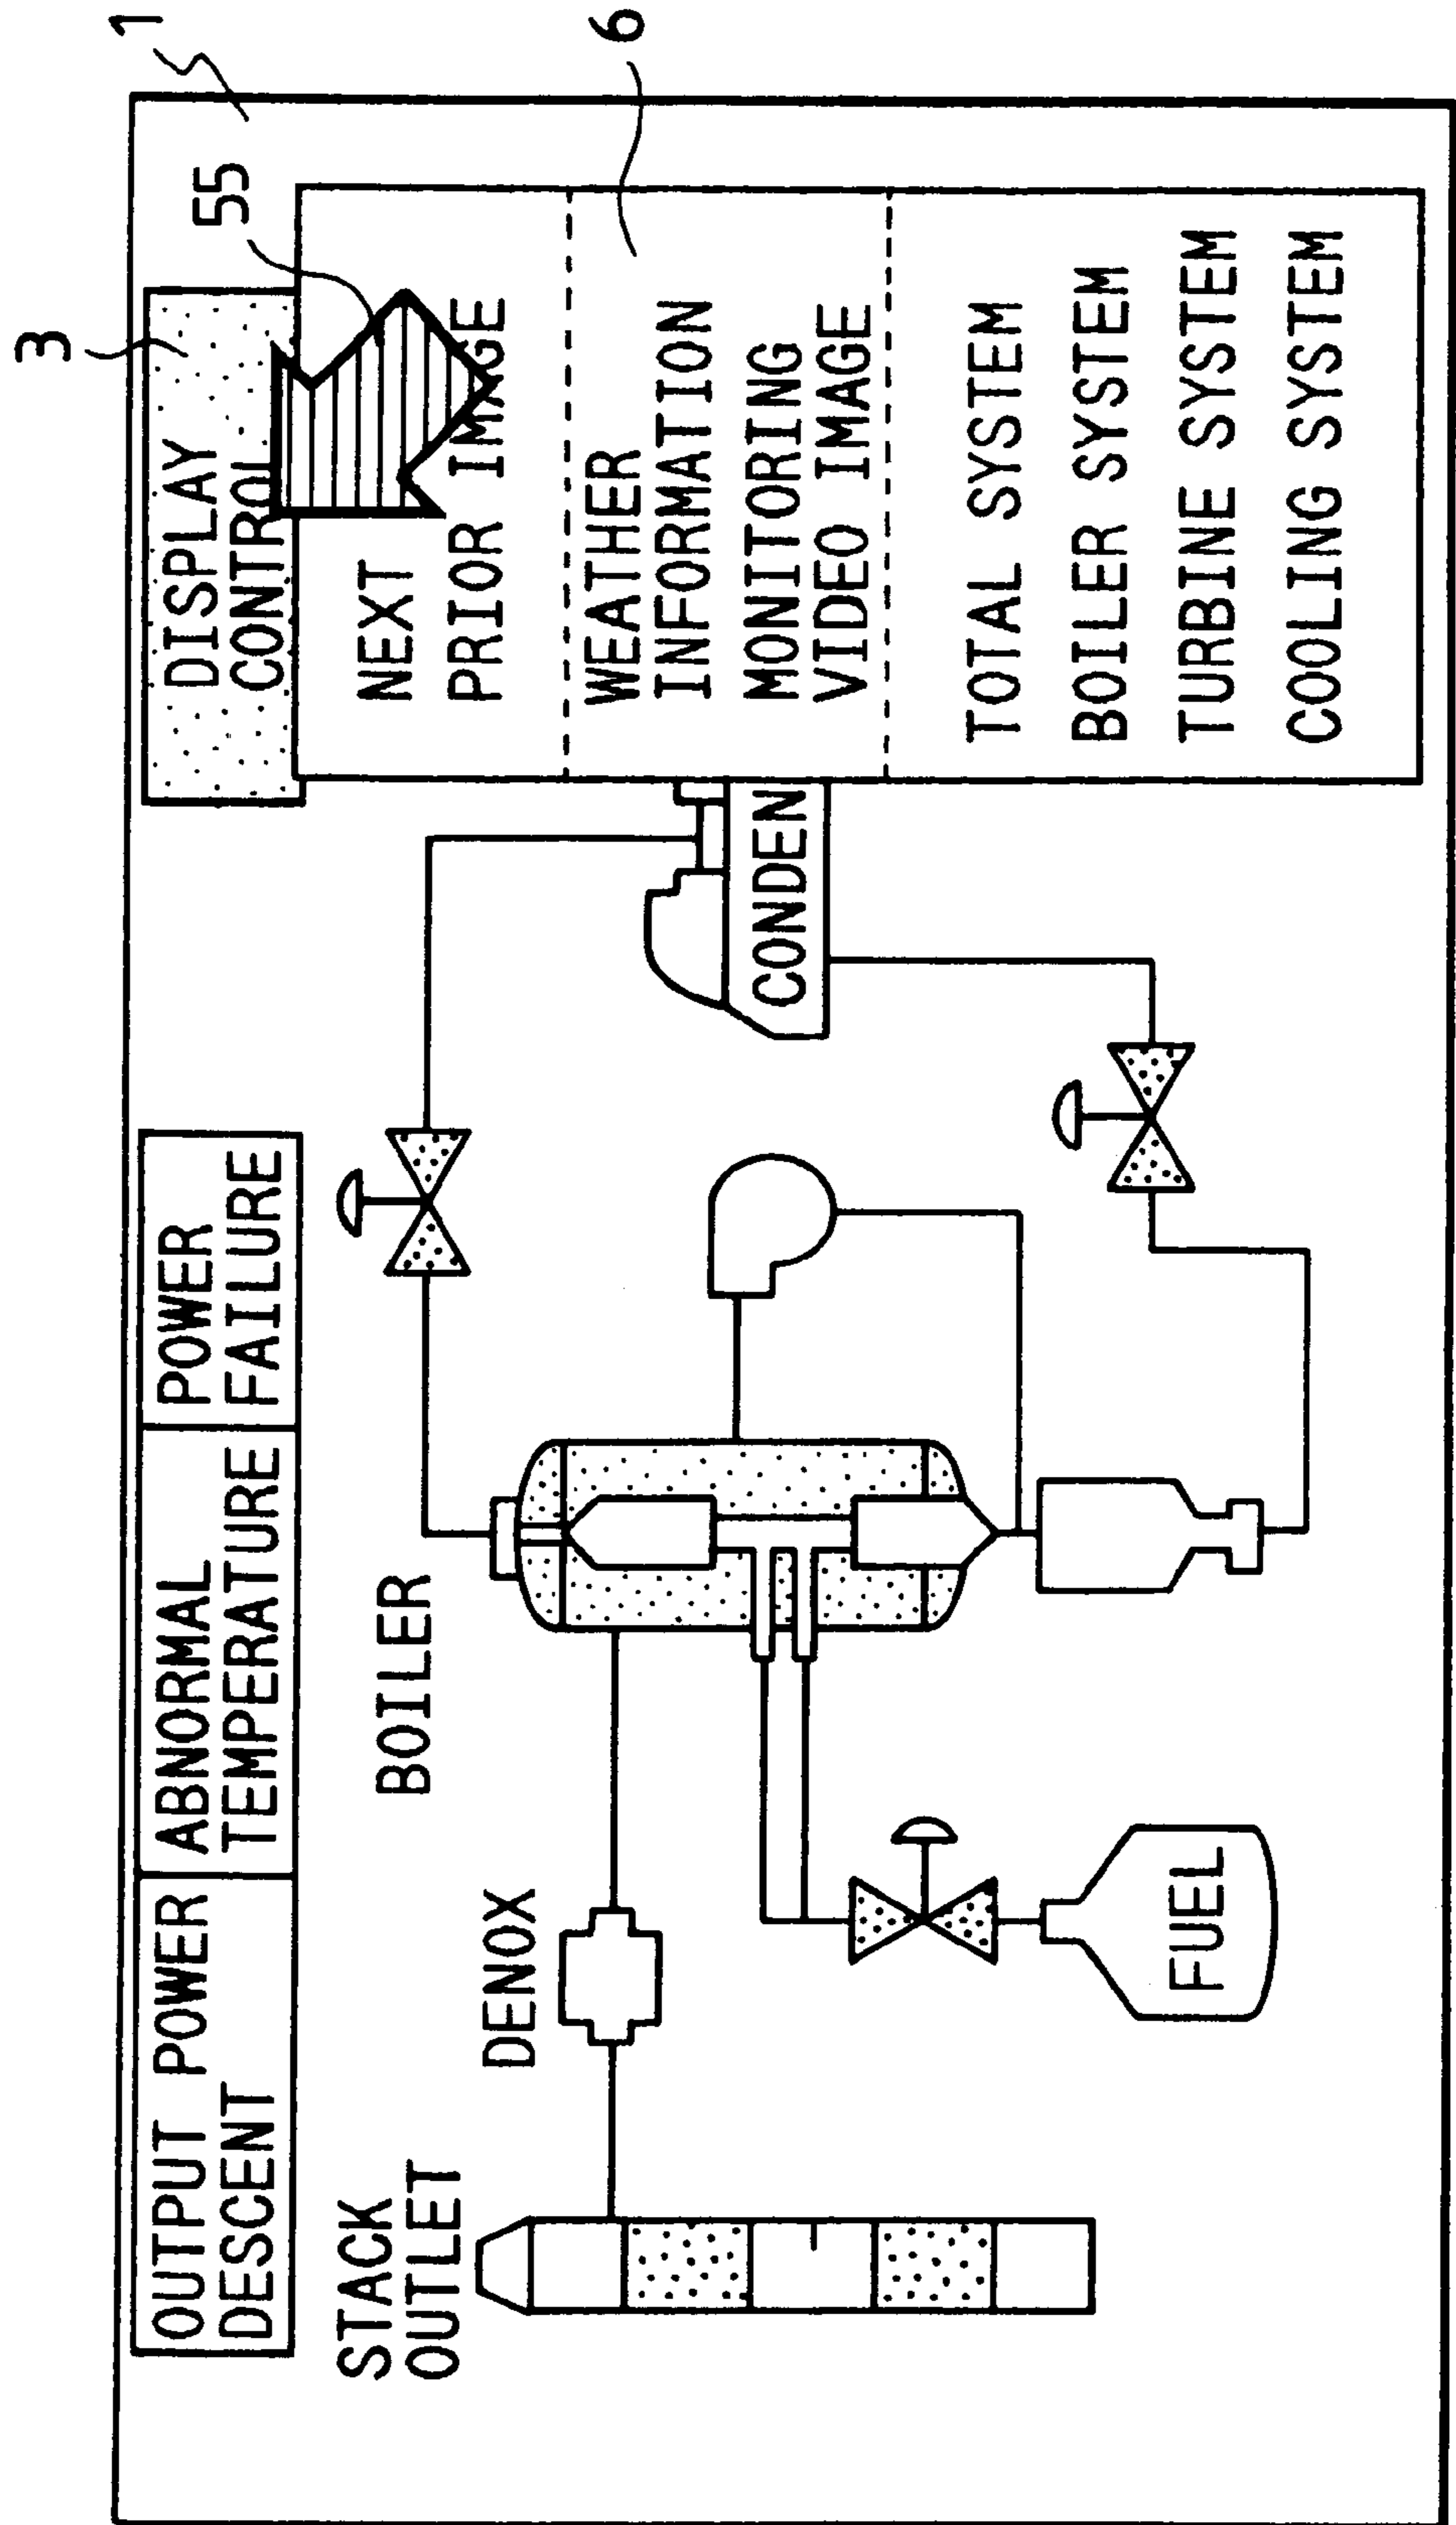 1
3
55
6
OUTPUT POWER
DESCENT
ABNORMAL
TEMPERATURE
POWER
FAILURE
DISPLAY
CONTROL
NEXT
PRIOR IMAGE
WEATHER
INFORMATION
MONITORING
VIDEO IMAGE
TOTAL SYSTEM
BOILER SYSTEM
TURBINE SYSTEM
COOLING SYSTEM
STACK
OUTLET
DENOX
BOILER
CONDEN
FUEL